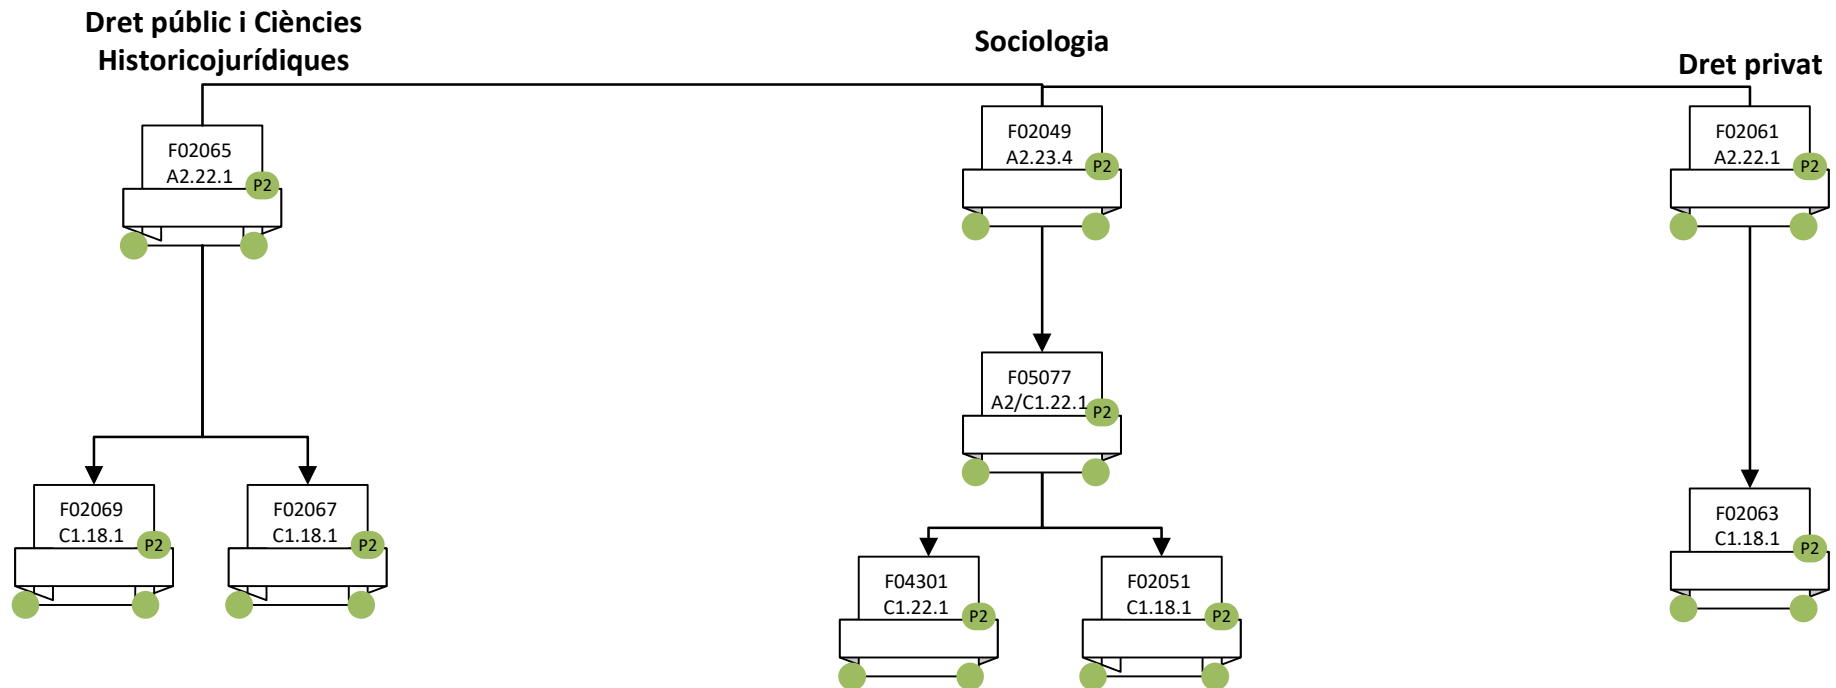 Dret públic i Ciències
Historicojurídiques
Sociologia
Dret privat
F02065
A2.22.1
P2
F02049
A2.23.4
P2
F02061
A2.22.1
P2
F05077
A2/C1.22.1
P2
F02069
C1.18.1
P2
F02067
C1.18.1
P2
F04301
C1.22.1
P2
F02051
C1.18.1
P2
F02063
C1.18.1
P2